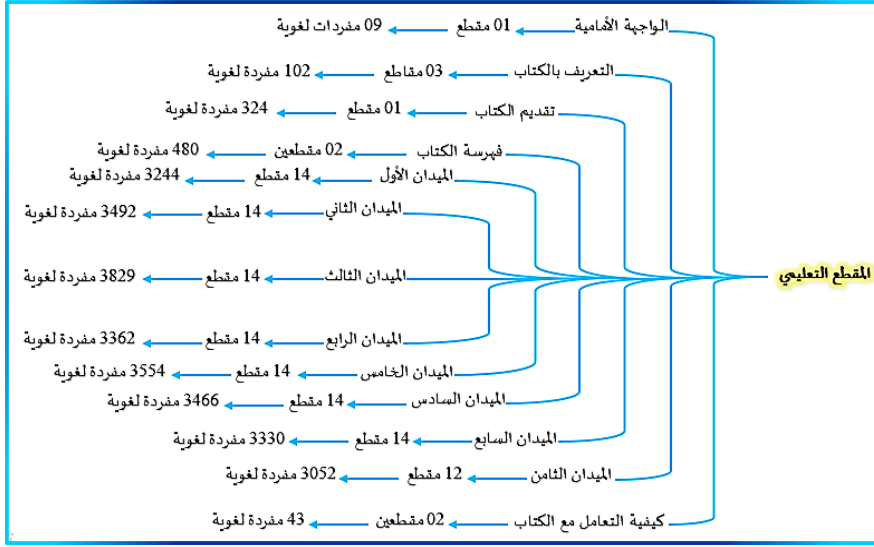 الواجهة الأمامية 01 مقطع 09 مفردات لغوية
التعريف بالكتاب 03 مقاطع 102 مفردة لغوية
تقديم الكتاب 01 مقطع 324 مفردة لغوية
فهرسة الكتاب 02 مقطعين 480 مفردة لغوية
الميدان الأول 14 مقطع 3244 مفردة لغوية
الميدان الثاني 14 مقطع 3492 مفردة لغوية
الميدان الثالث 14 مقطع 3829 مفردة لغوية
المقطع التعليمي
الميدان الرابع 14 مقطع 3362 مفردة لغوية
الميدان الخامس 14 مقطع 3554 مفردة لغوية
الميدان السادس 14 مقطع 3466 مفردة لغوية
الميدان السابع 14 مقطع 3330 مفردة لغوية
الميدان الثامن 12 مقطع 3052 مفردة لغوية
كيفية التعامل مع الكتاب 02 مقطعين 43 مفردة لغوية